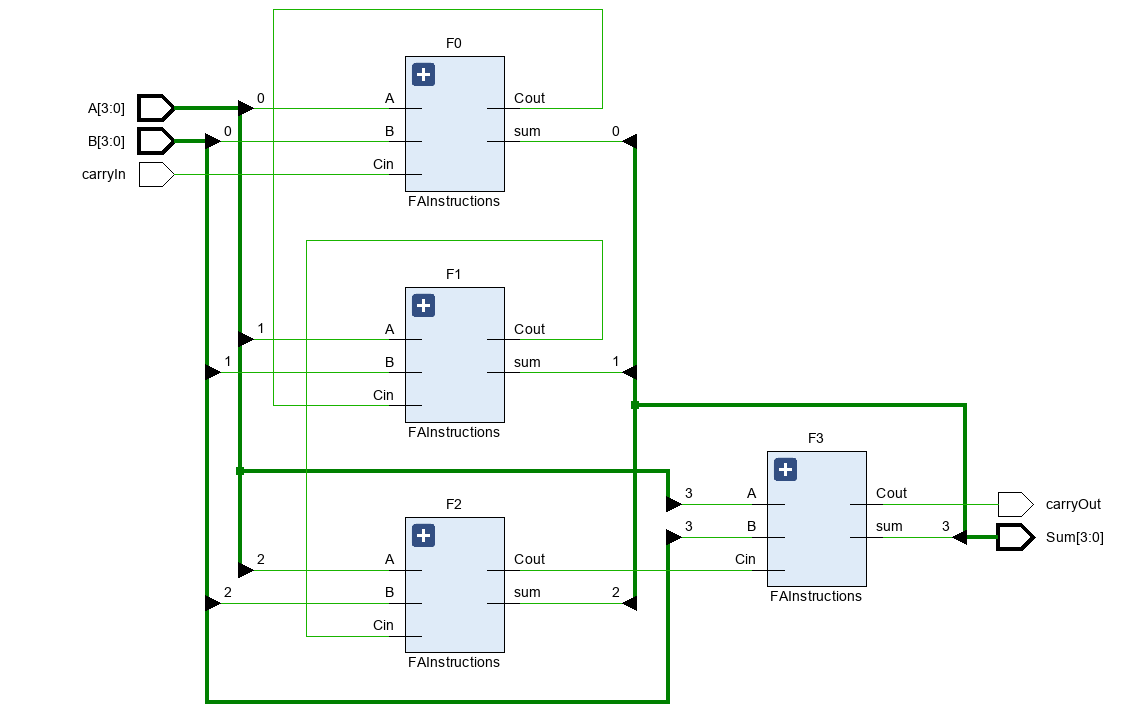 F0
A[3:0]
0
A
Cout
B[3:0]
0
B
sum
0
carryIn
Cin
FAInstructions
F1
1
A
Cout
1
B
sum
1
Cin
FAInstructions
F3
3
A
Cout
carryOut
3
B
sum
3
Sum[3:0]
Cin
FAInstructions
F2
2
A
Cout
2
B
sum
2
Cin
FAInstructions